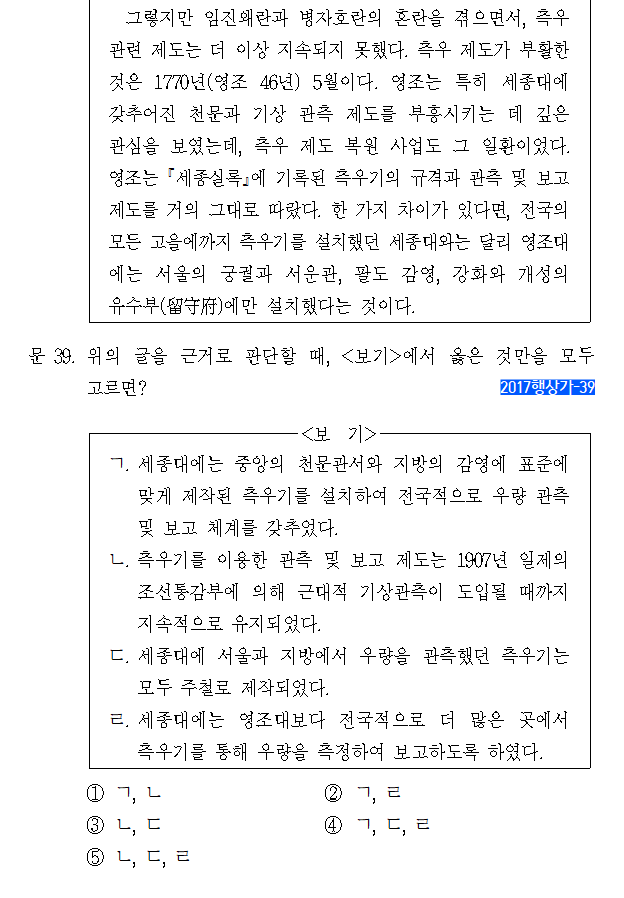 그렇지만 임진왜란과 병자호란의 혼란을 겪으면서, 측우
관련 제도는 더 이상 지속되지 못했다. 측우 제도가 부활한
것은 1770년(영조 46년) 5월이다. 영조는 특히 세종대에
갖추어진 천문과 기상 관측 제도를 부흥시키는 데 깊은
관심을 보였는데, 측우 제도 복원 사업도 그 일환이었다.
영조는 『세종실록』에 기록된 측우기의 규격과 관측 및 보고
제도를 거의 그대로 따랐다. 한 가지 차이가 있다면, 전국의
모든 고을에까지 측우기를 설치했던 세종대와는 달리 영조대
에는 서울의 궁궐과 서운관, 팔도 감영, 강화와 개성의
유수부(留守府)에만 설치했다는 것이다.
문 39. 위의 글을 근거로 판단할 때, <보기>에서 옳은 것만을 모두
고르면? 2017행상가-39
<보 기>
ㄱ. 세종대에는 중앙의 천문관서와 지방의 감영에 표준에
맞게 제작된 측우기를 설치하여 전국적으로 우량 관측
및 보고 체계를 갖추었다.
ㄴ. 측우기를 이용한 관측 및 보고 제도는 1907년 일제의
조선통감부에 의해 근대적 기상관측이 도입될 때까지
지속적으로 유지되었다.
ㄷ. 세종대에 서울과 지방에서 우량을 관측했던 측우기는
모두 주철로 제작되었다.
ㄹ. 세종대에는 영조대보다 전국적으로 더 많은 곳에서
측우기를 통해 우량을 측정하여 보고하도록 하였다.
① ㄱ, ㄴ ② ㄱ, ㄹ
③ ㄴ, ㄷ ④ ㄱ, ㄷ, ㄹ
⑤ ㄴ, ㄷ, ㄹ